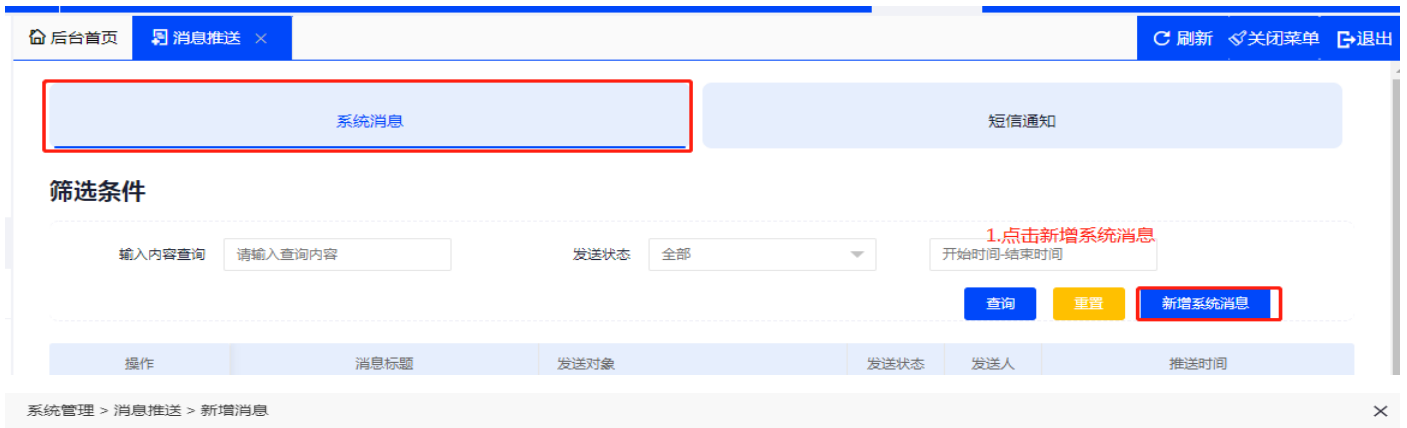 后台首页 消息推送 × 刷新 关闭菜单 退出
系统消息 短信通知
筛选条件
1.点击新增系统消息
输入内容查询 请输入查询内容 发送状态 全部 开始时间-结束时间
查询 重置 新增系统消息
操作 消息标题 发送对象 发送状态 发送人 推送时间
系统管理 > 消息推送 > 新增消息 ×